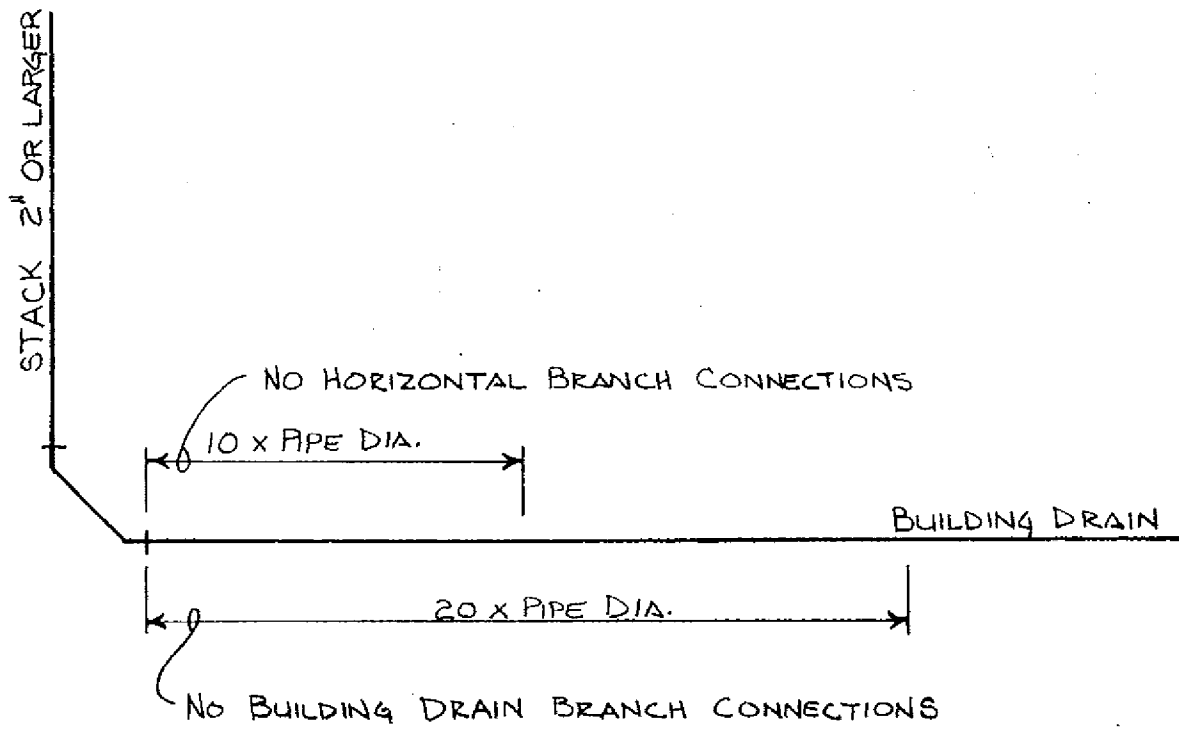 STACK 2" OR LARGER
NO HORIZONTAL BRANCH CONNECTIONS
10 X PIPE DIA.
BUILDING DRAIN
20 X PIPE DIA.
NO BUILDING DRAIN BRANCH CONNECTIONS